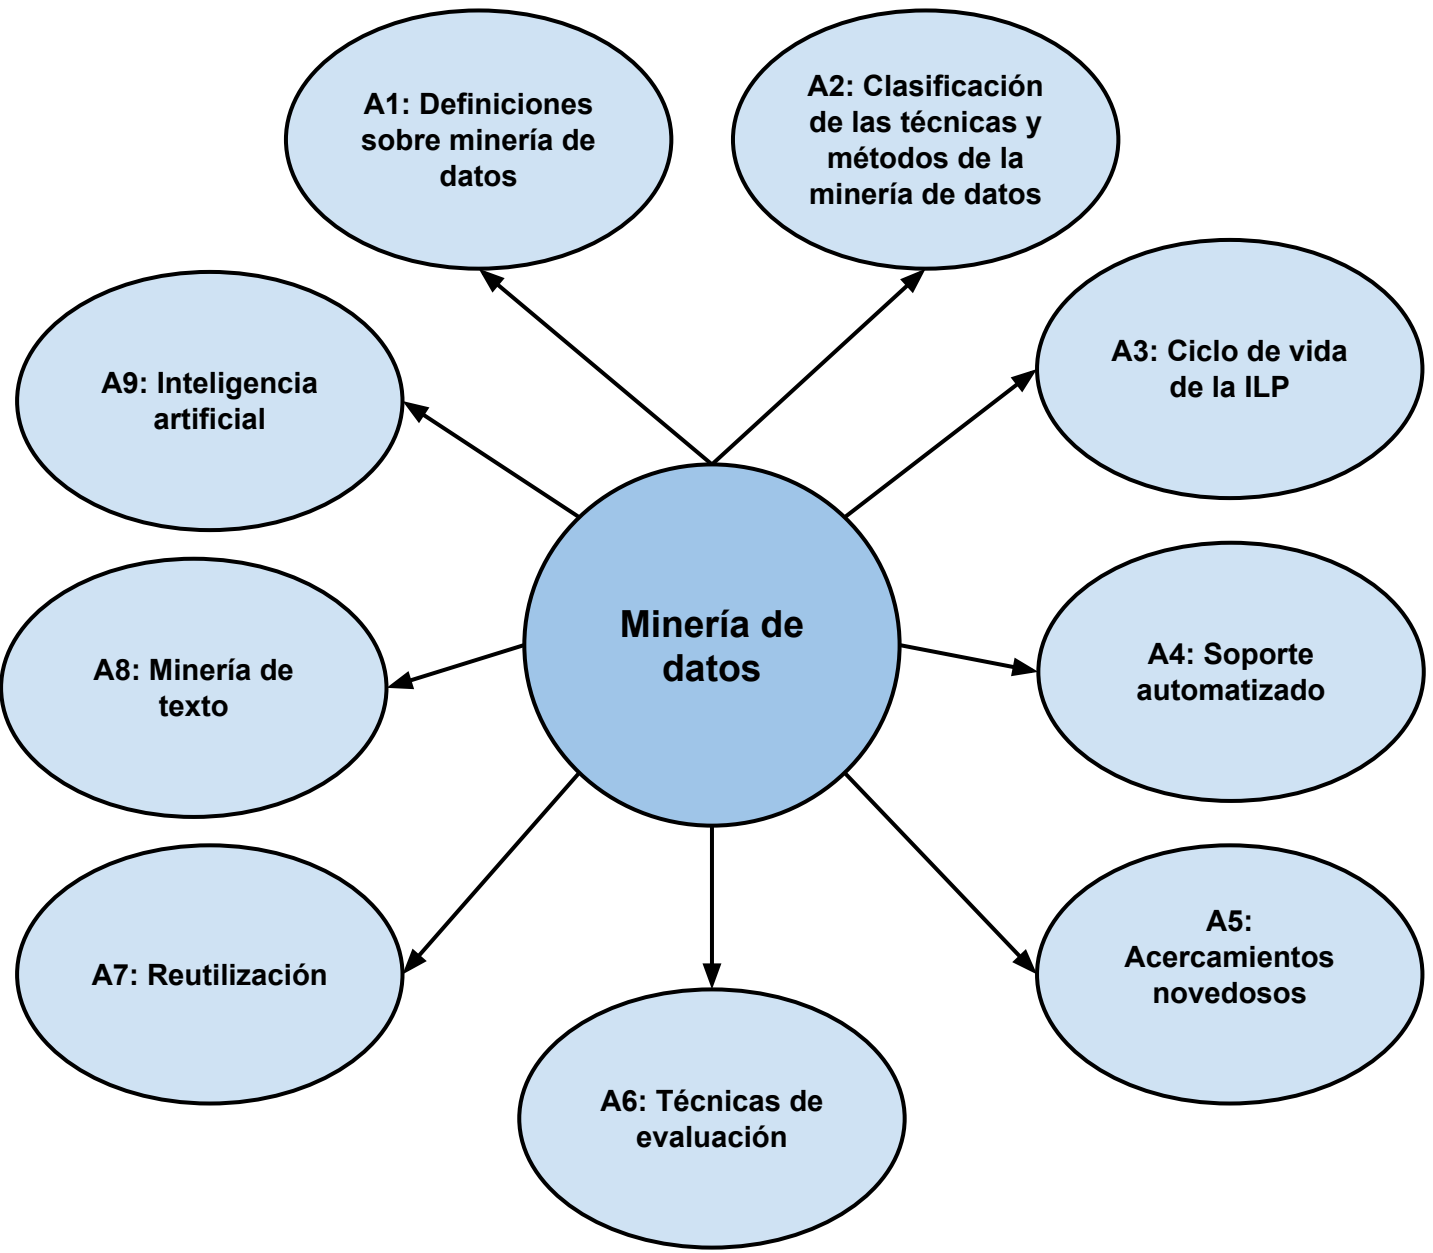 A1: Definiciones
sobre minería de
datos
A2: Clasificación
de las técnicas y
métodos de la
minería de datos
A3: Ciclo de vida
de la ILP
A9: Inteligencia
artificial
Minería de
datos
A4: Soporte
automatizado
A8: Minería de
texto
A5:
Acercamientos
novedosos
A7: Reutilización
A6: Técnicas de
evaluación